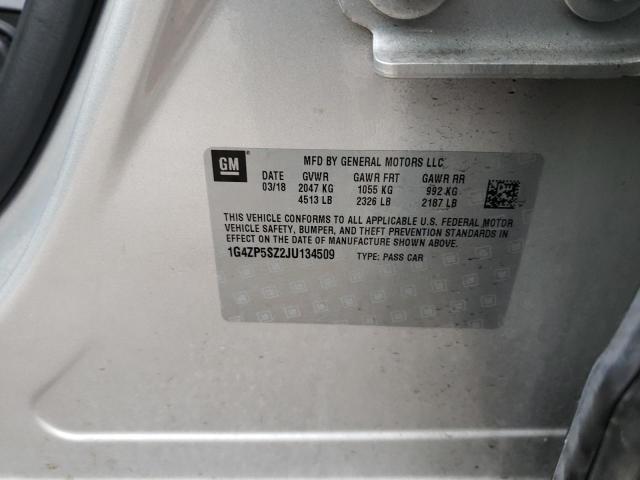 GM ®
MFD BY GENERAL MOTORS LLC
DATE GVWR GAWR FRT GAWR RR
03/18 2047 KG 1055 KG 992 KG
4513 LB 2326 LB 2187 LB
THIS VEHICLE CONFORMS TO ALL APPLICABLE U.S. FEDERAL MOTOR
VEHICLE SAFETY, BUMPER, AND THEFT PREVENTION STANDARDS IN
EFFECT ON THE DATE OF MANUFACTURE SHOWN ABOVE.
1G4ZP5SZ2JU134509 TYPE: PASS CAR